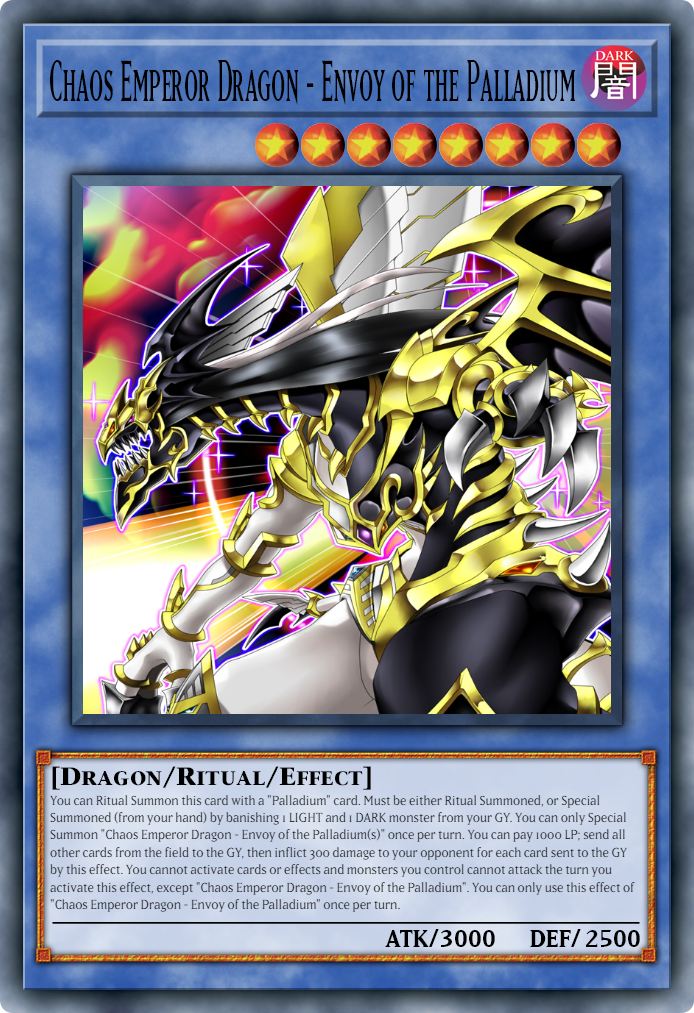 Chaos Emperor Dragon - Envoy of the Palladium
DARK
闇
[Dragon/Ritual/Effect]
You can Ritual Summon this card with a "Palladium" card. Must be either Ritual Summoned, or Special
Summoned (from your hand) by banishing 1 LIGHT and 1 DARK monster from your GY. You can only Special
Summon "Chaos Emperor Dragon - Envoy of the Palladium(s)" once per turn. You can pay 1000 LP; send all
other cards from the field to the GY, then inflict 300 damage to your opponent for each card sent to the GY
by this effect. You cannot activate cards or effects and monsters you control cannot attack the turn you
activate this effect, except "Chaos Emperor Dragon - Envoy of the Palladium". You can only use this effect of
"Chaos Emperor Dragon - Envoy of the Palladium" once per turn.
ATK/3000 DEF/ 2500